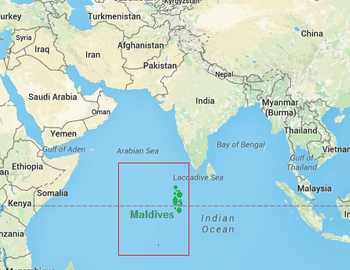 Turkey
Syria
Iraq
Iran
Turkmenistan
Kyrgyzstan
Afghanistan
Pakistan
China
Nepal
India
Saudi Arabia
Oman
Yemen
Myanmar
(Burma)
Thailand
Vietnam
Gulf of Aden
Arabian Sea
Bay of Bengal
Gulf of
Thailand
Laccadive Sea
Ethiopia
Somalia
Kenya
Tanzania
Malaysia
Maldives
Indian
Ocean